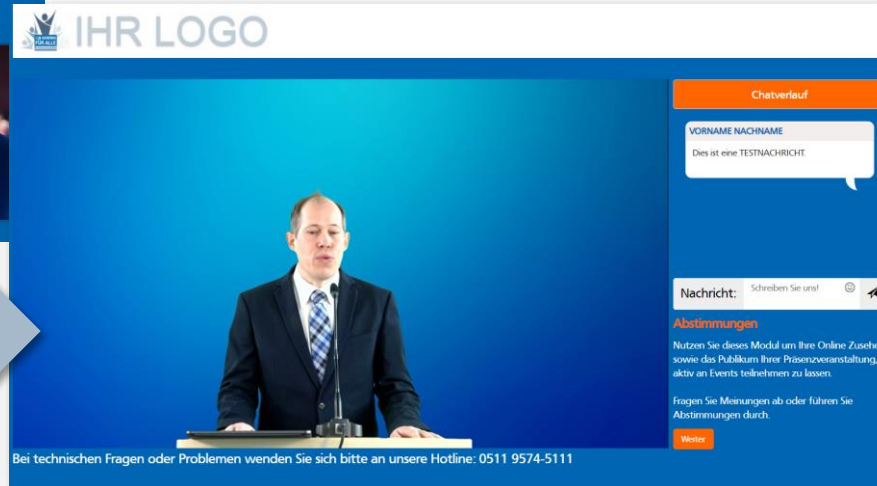 IHR LOGO
Chatverlauf
VORNAME NACHNAME
Dies ist eine TESTNACHRICHT.
Nachricht:
Schreiben Sie uns!
Abstimmungen
Nutzen Sie dieses Modul um Ihre Online Zusehe
sowie das Publikum Ihrer Präsenzveranstaltung,
aktiv an Events teilnehmen zu lassen.
Fragen Sie Meinungen ab oder führen Sie
Abstimmungen durch.
Weiter
Bei technischen Fragen oder Problemen wenden Sie sich bitte an unsere Hotline: 0511 9574-5111